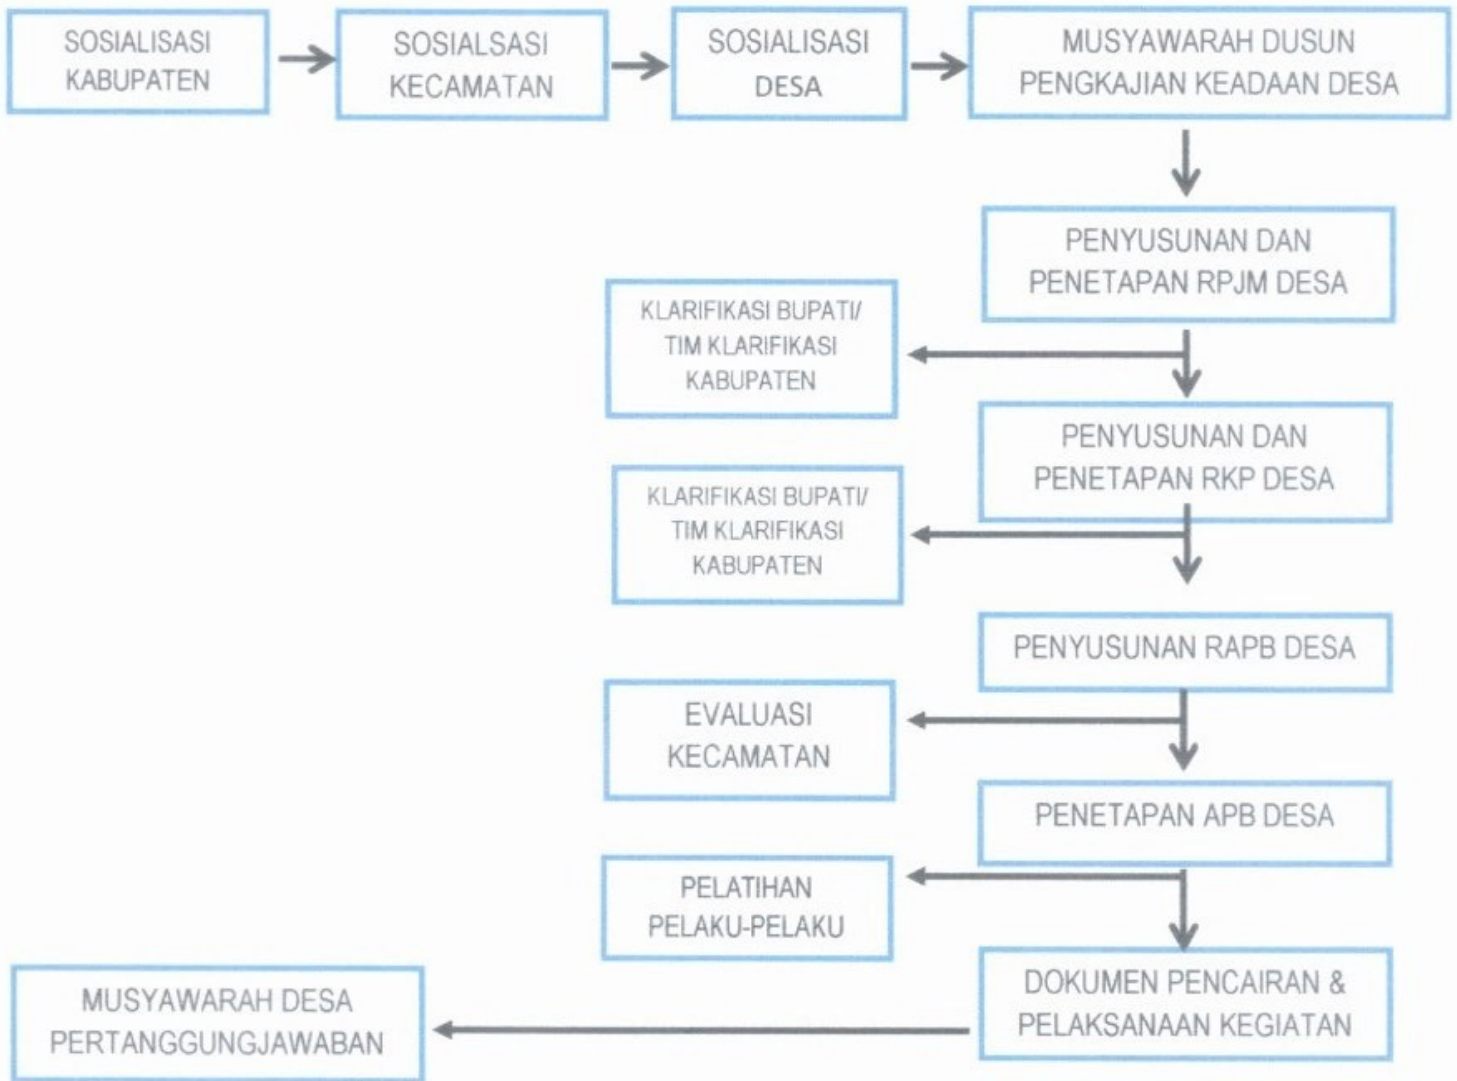 SOSIALISASI
KABUPATEN
SOSIALSASI
KECAMATAN
SOSIALISASI
DESA
MUSYAWARAH DUSUN
PENGKAJIAN KEADAAN DESA
PENYUSUNAN DAN
PENETAPAN RPJM DESA
KLARIFIKASI BUPATI/
TIM KLARIFIKASI
KABUPATEN
PENYUSUNAN DAN
PENETAPAN RKP DESA
KLARIFIKASI BUPATI/
TIM KLARIFIKASI
KABUPATEN
PENYUSUNAN RAPB DESA
EVALUASI
KECAMATAN
PENETAPAN APB DESA
PELATIHAN
PELAKU-PELAKU
DOKUMEN PENCAIRAN &
PELAKSANAAN KEGIATAN
MUSYAWARAH DESA
PERTANGGUNGJAWABAN